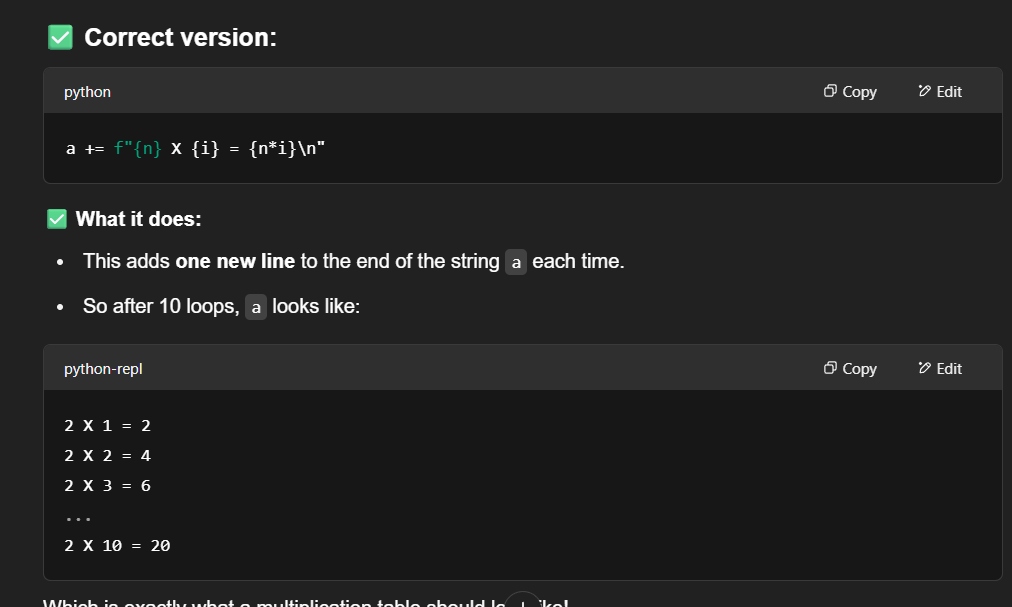 ✅ Correct version:
python Copy Edit
a += f"{n} X {i} = {n*i}\n"
✅ What it does:
• This adds one new line to the end of the string a each time.
• So after 10 loops, a looks like:
python-repl Copy Edit
2 X 1 = 2
2 X 2 = 4
2 X 3 = 6
...
2 X 10 = 20
Which is exactly what a multiplication table should